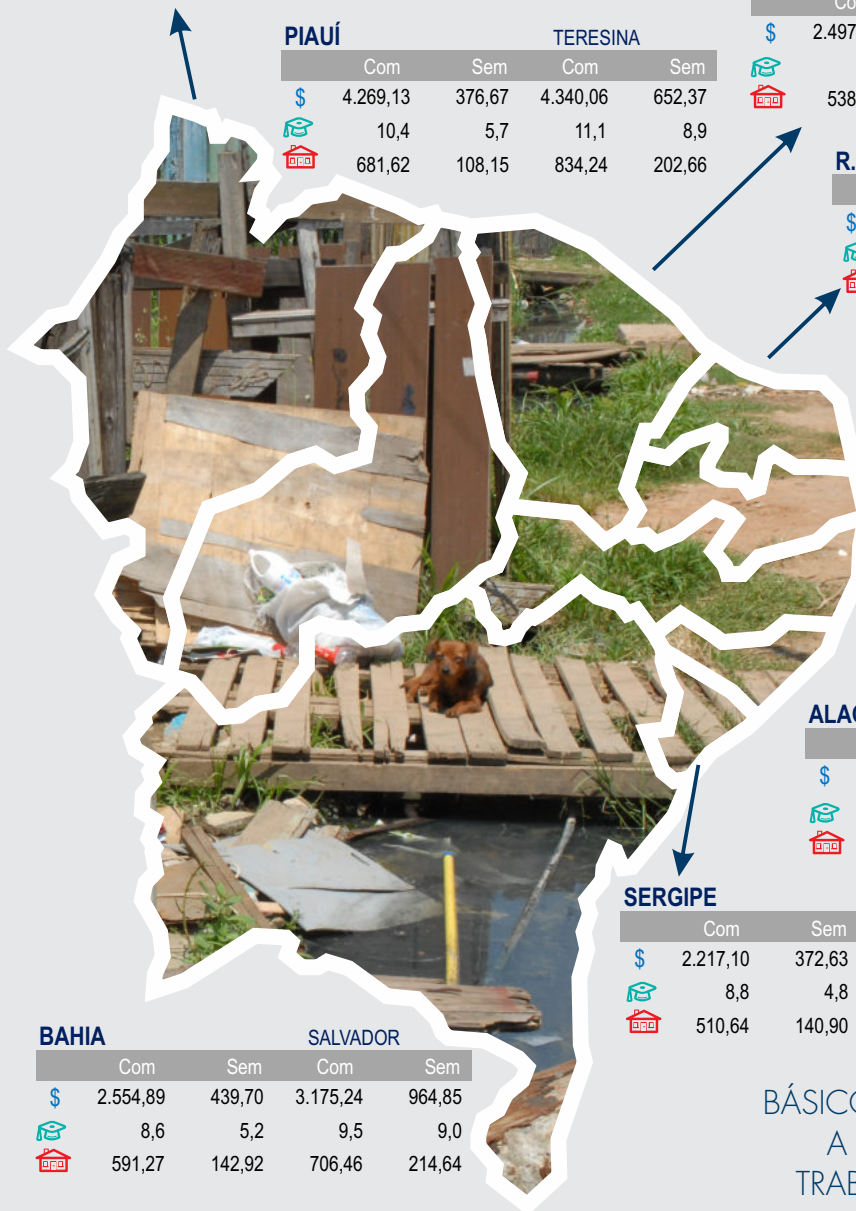 Co
$ 2.497
538
PIAUÍ TERESINA
Com Sem Com Sem
$ 4.269,13 376,67 4.340,06 652,37
10,4 5,7 11,1 8,9
681,62 108,15 834,24 202,66
R.
$
ALAG
$
SERGIPE
Com Sem
$ 2.217,10 372,63
8,8 4,8
510,64 140,90
BAHIA SALVADOR
Com Sem Com Sem
$ 2.554,89 439,70 3.175,24 964,85
8,6 5,2 9,5 9,0
591,27 142,92 706,46 214,64
BÁSICO
A
TRAB